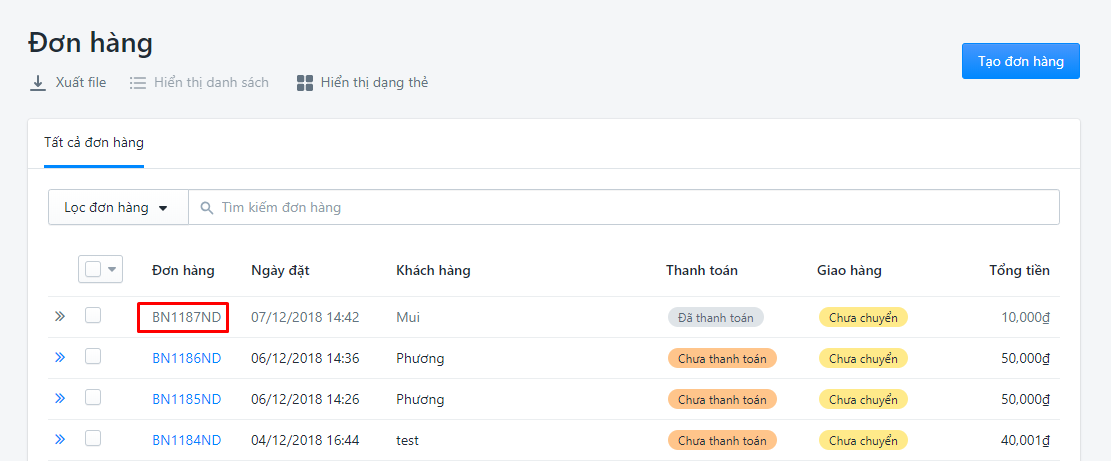 Đơn hàng
Xuất file Hiển thị danh sách Hiển thị dạng thẻ
Tạo đơn hàng
Tất cả đơn hàng
Lọc đơn hàng Tìm kiếm đơn hàng
Đơn hàng Ngày đặt Khách hàng Thanh toán Giao hàng Tổng tiền
BN1187ND 07/12/2018 14:42 Mui Đã thanh toán Chưa chuyển 10,000₫
BN1186ND 06/12/2018 14:36 Phương Chưa thanh toán Chưa chuyển 50,000₫
BN1185ND 06/12/2018 14:26 Phương Chưa thanh toán Chưa chuyển 50,000₫
BN1184ND 04/12/2018 16:44 test Chưa thanh toán Chưa chuyển 40,001₫